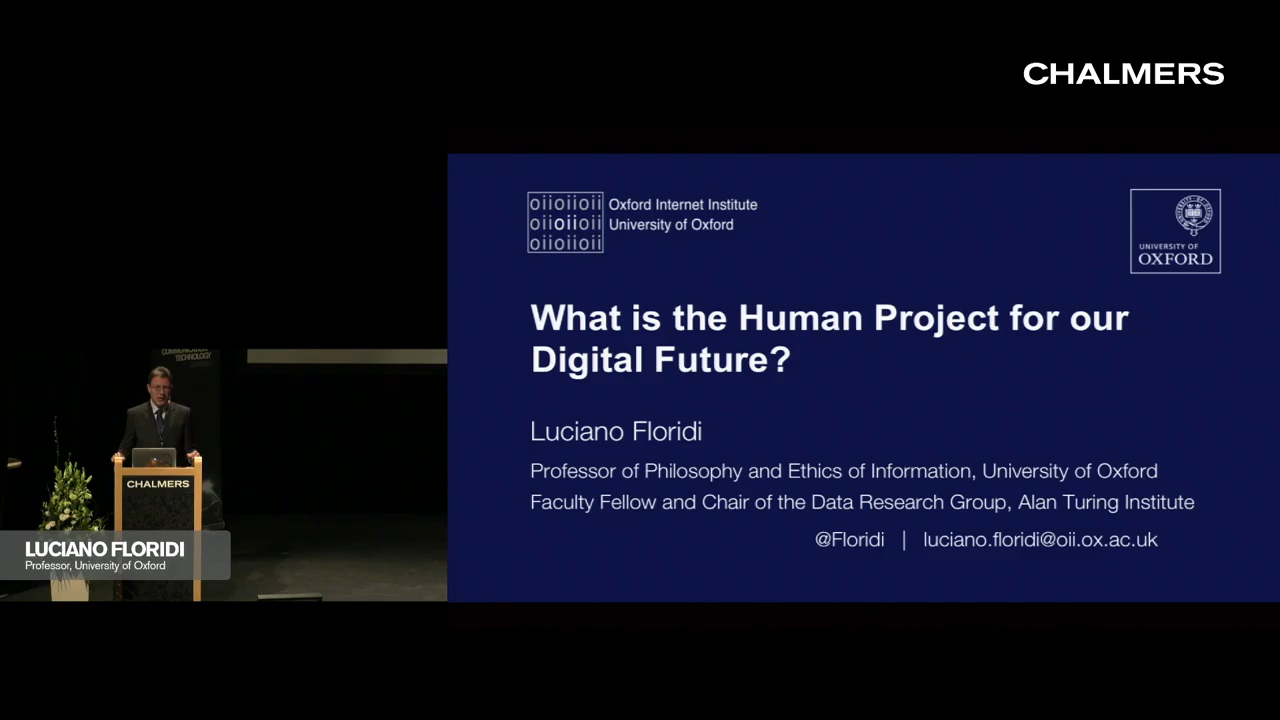 CHALMERS
oiioiioii
oiioiioii
oiioiioii
Oxford Internet Institute
University of Oxford
UNIVERSITY OF
OXFORD
What is the Human Project for our
Digital Future?
Luciano Floridi
Professor of Philosophy and Ethics of Information, University of Oxford
Faculty Fellow and Chair of the Data Research Group, Alan Turing Institute
@Floridi | luciano.floridi@oii.ox.ac.uk
COMMUNICATION
TECHNOLOGY
CHALMERS
LUCIANO FLORIDI
Professor, University of Oxford